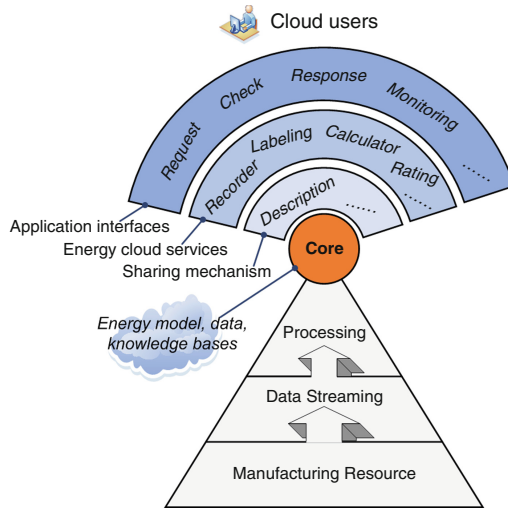 Cloud users
Request Check Response Monitoring ......
Recorder Labeling Calculator Rating ......
Description ......
Application interfaces
Energy cloud services
Sharing mechanism
Core
Energy model, data,
knowledge bases
Processing
Data Streaming
Manufacturing Resource